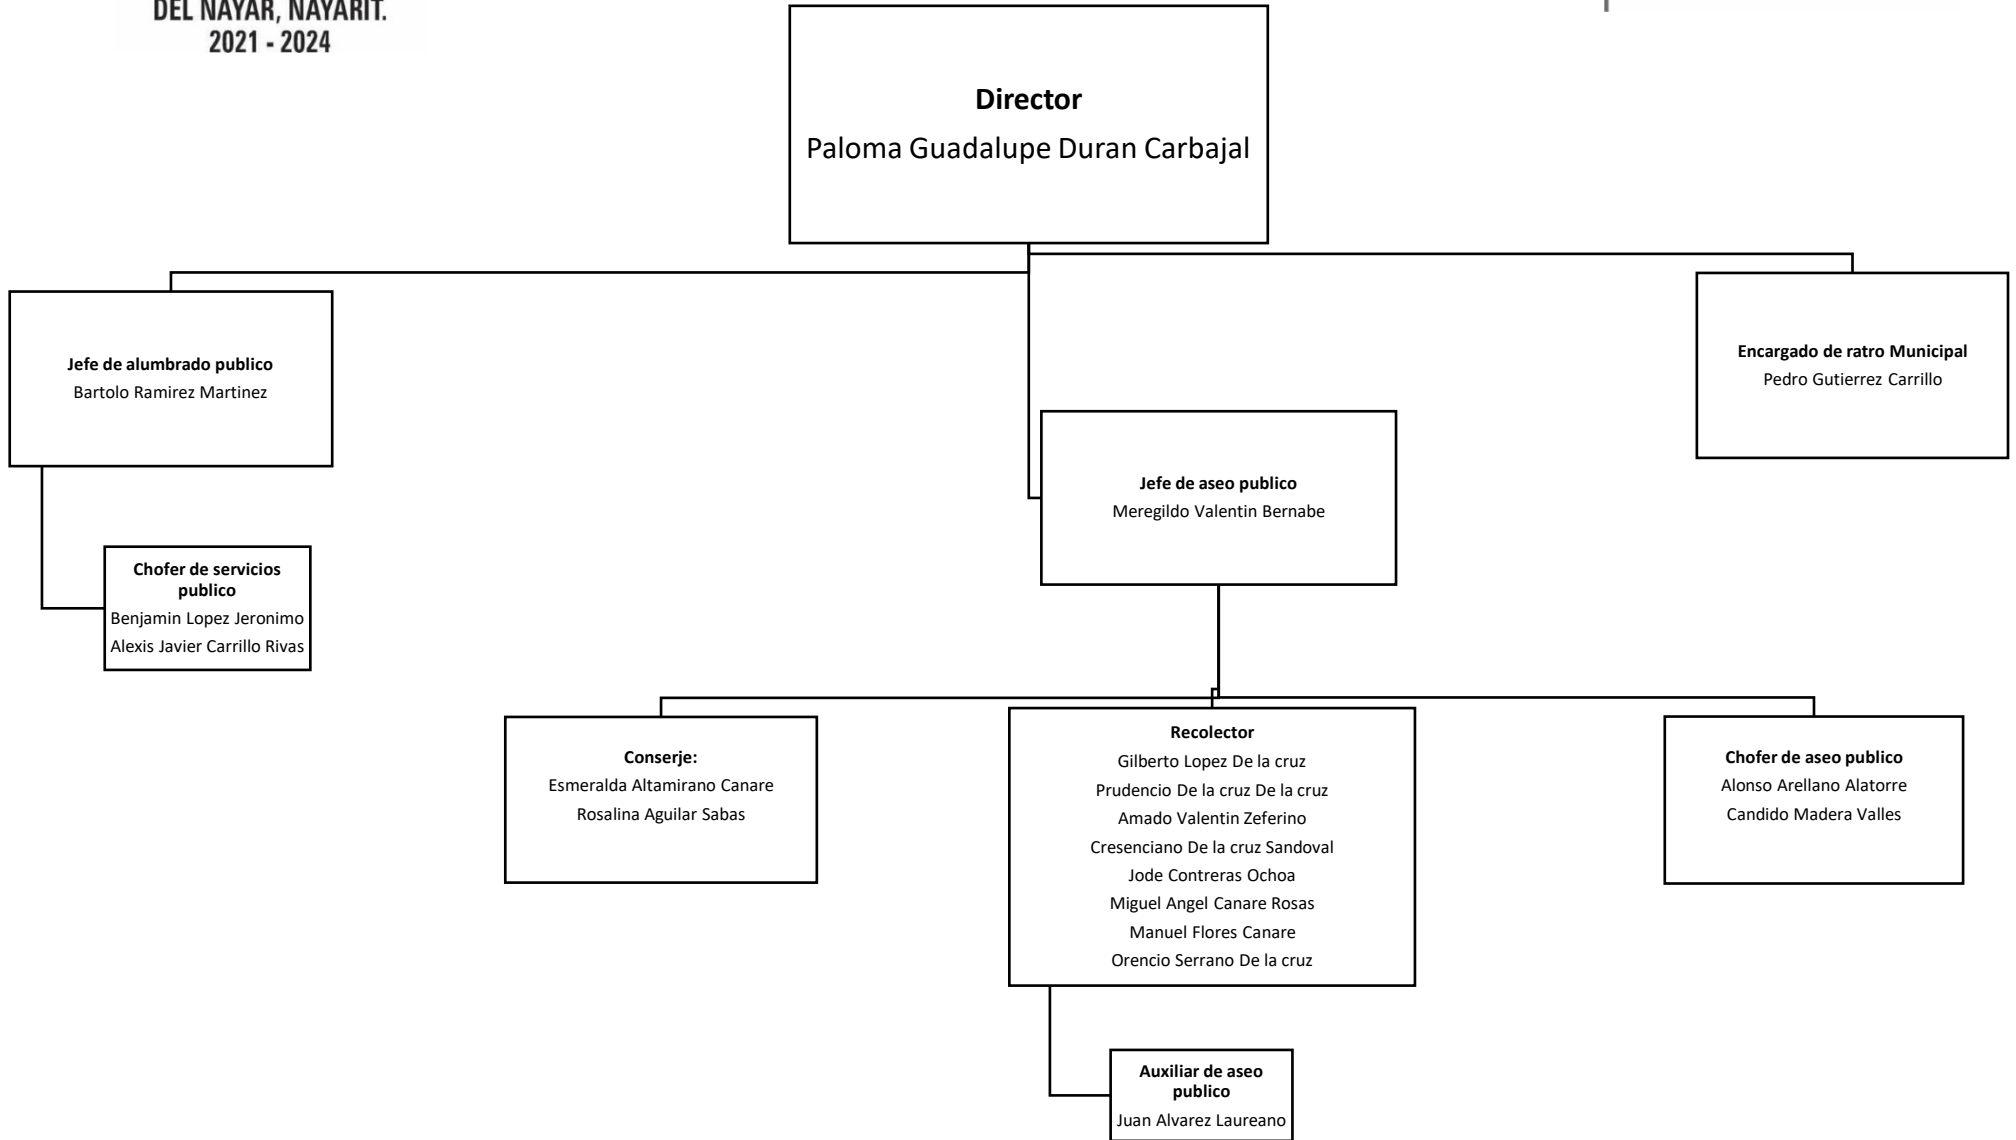 DEL NAYAR, NAYARIT.
2021 - 2024
Director
Paloma Guadalupe Duran Carbajal
Jefe de alumbrado publico
Bartolo Ramirez Martinez
Encargado de ratro Municipal
Pedro Gutierrez Carrillo
Jefe de aseo publico
Meregildo Valentin Bernabe
Chofer de servicios
publico
Benjamin Lopez Jeronimo
Alexis Javier Carrillo Rivas
Conserje:
Esmeralda Altamirano Canare
Rosalina Aguilar Sabas
Recolector
Gilberto Lopez De la cruz
Prudencio De la cruz De la cruz
Amado Valentin Zeferino
Cresenciano De la cruz Sandoval
Jode Contreras Ochoa
Miguel Angel Canare Rosas
Manuel Flores Canare
Orencio Serrano De la cruz
Chofer de aseo publico
Alonso Arellano Alatorre
Candido Madera Valles
Auxiliar de aseo
publico
Juan Alvarez Laureano